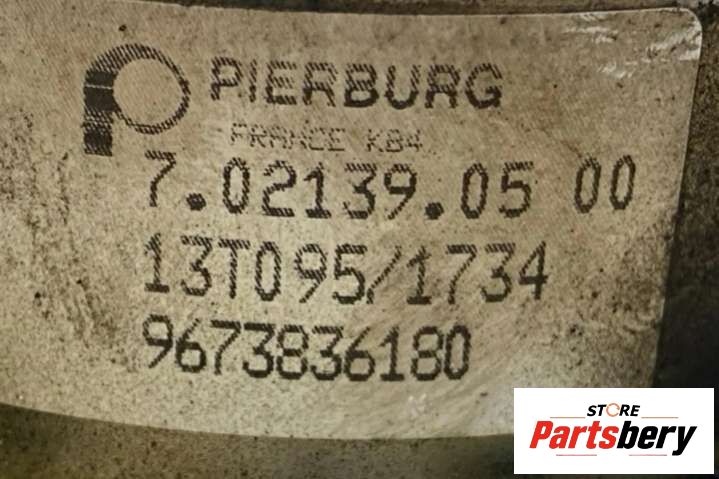 PIERBURG
FRANCE K84
7.02139.05 00
13T095/1734
9673836180
STORE
Partsbery